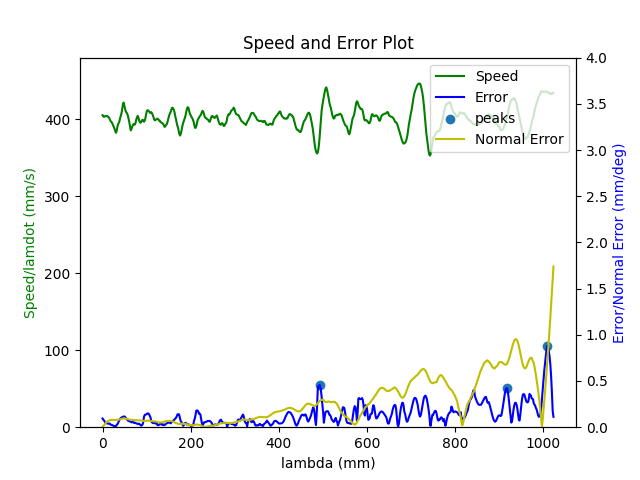 Speed and Error Plot
Speed
Error
peaks
Normal Error
Speed/lamdot (mm/s)
400
300
200
100
0
4.0
3.5
3.0
2.5
2.0
1.5
1.0
0.5
0.0
Error/Normal Error (mm/deg)
0 200 400 600 800 1000
lambda (mm)